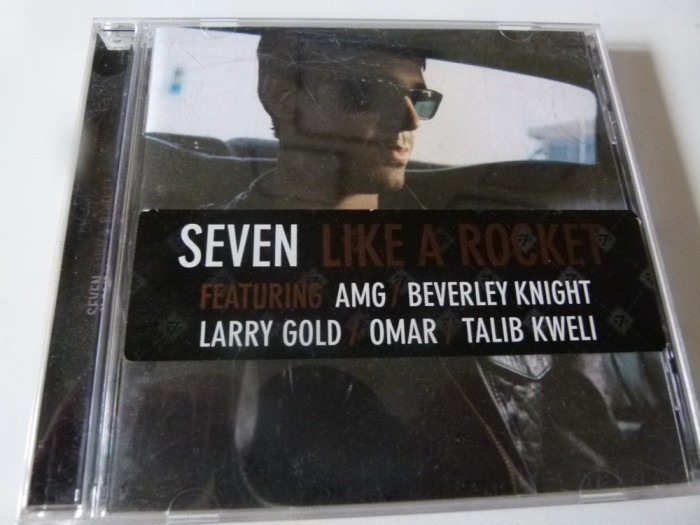 SEVEN LIKE A ROCKET
FEATURING AMG / BEVERLEY KNIGHT
LARRY GOLD / OMAR / TALIB KWELI
SEVEN